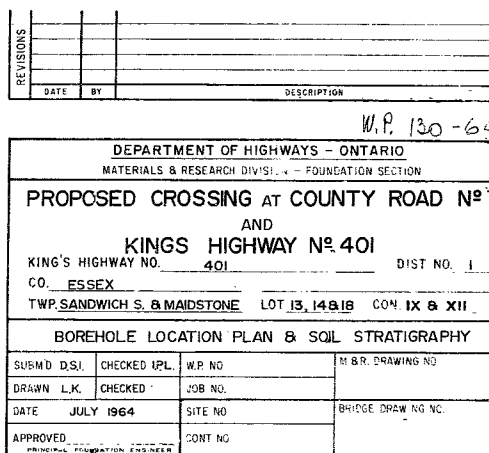 REVISIONS
DATE BY DESCRIPTION
W.P. 130-64
DEPARTMENT OF HIGHWAYS - ONTARIO
MATERIALS & RESEARCH DIVISION - FOUNDATION SECTION
PROPOSED CROSSING AT COUNTY ROAD Nº
AND
KINGS HIGHWAY Nº 401
KING'S HIGHWAY NO. 401 DIST NO. 1
CO. ESSEX
TWP. SANDWICH S. & MAIDSTONE LOT 13, 14 & 18 CON. IX & XII
BOREHOLE LOCATION PLAN & SOIL STRATIGRAPHY
SUBM'D D.S.I. CHECKED W.P. NO M & R. DRAWING NO
DRAWN L.K. CHECKED JOB NO.
DATE JULY 1964 SITE NO BRIDGE DRAWING NO.
APPROVED CONT NO
PRINCIPAL FOUNDATION ENGINEER